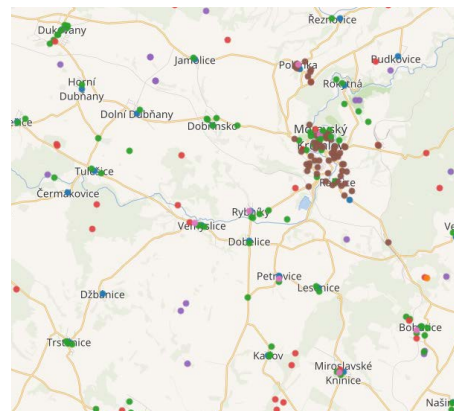 Řeznovice
Dukovany
Jamolice
Polánka
Budkovice
Horní
Dubňany
Rokytná
Dolní Dubňany
Dobřínsko
Moravský
Krumlov
Tulešice
Čermákovice
Rakšice
Rybníky
Vémyslice
Dobelice
Petrovice
Lesonice
Džbánice
Trstěnice
Bohutice
Kadov
Miroslavské
Knínice
Našim